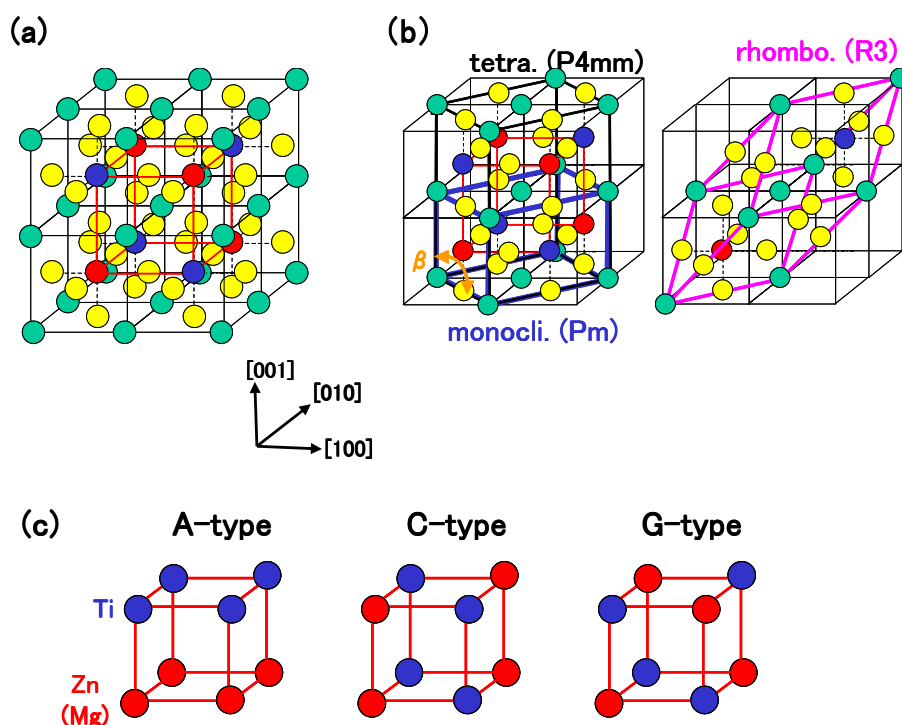 (a)
(b)
tetra. (P4mm)
rhombo. (R3)
β
monocli. (Pm)
[001]
[010]
[100]
(c)
A-type
C-type
G-type
Ti
Zn
(Mg)